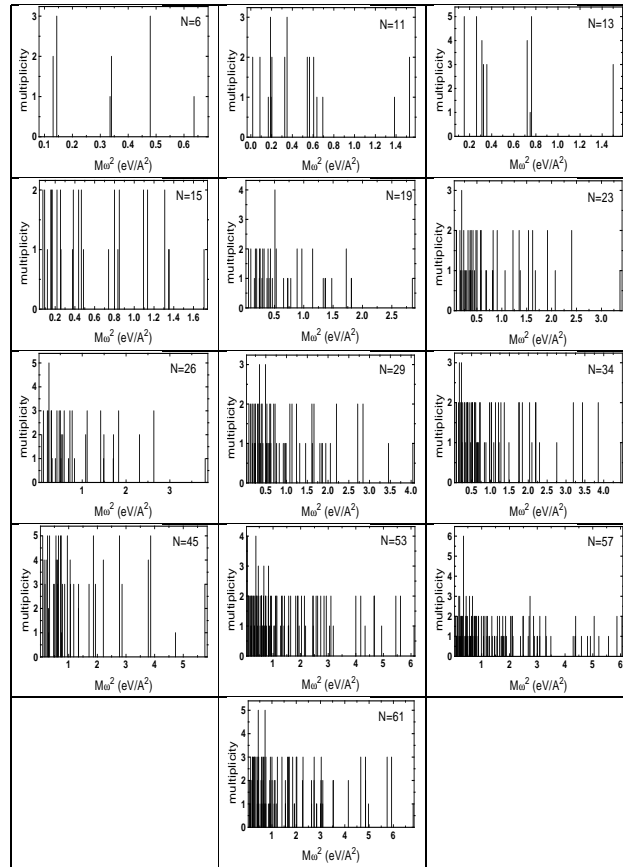 N=6
multiplicity
3
2
1
0
0.1 0.2 0.3 0.4 0.5 0.6
Mω² (eV/A²)
N=11
multiplicity
3
2
1
0
0.0 0.2 0.4 0.6 0.8 1.0 1.2 1.4
Mω² (eV/A²)
N=13
multiplicity
5
4
3
2
1
0
0.2 0.4 0.6 0.8 1.0 1.2 1.4
Mω² (eV/A²)
N=15
multiplicity
2
1
0
0.2 0.4 0.6 0.8 1.0 1.2 1.4 1.6
Mω² (eV/A²)
N=19
multiplicity
4
3
2
1
0
0.5 1.0 1.5 2.0 2.5
Mω² (eV/A²)
N=23
multiplicity
3
2
1
0
0.5 1.0 1.5 2.0 2.5 3.0
Mω² (eV/A²)
N=26
multiplicity
5
4
3
2
1
0
1 2 3
Mω² (eV/A²)
N=29
multiplicity
3
2
1
0
0.5 1.0 1.5 2.0 2.5 3.0 3.5 4.0
Mω² (eV/A²)
N=34
multiplicity
3
2
1
0
0.5 1.0 1.5 2.0 2.5 3.0 3.5 4.0
Mω² (eV/A²)
N=45
multiplicity
5
4
3
2
1
0
1 2 3 4 5
Mω² (eV/A²)
N=53
multiplicity
4
3
2
1
0
1 2 3 4 5 6
Mω² (eV/A²)
N=57
multiplicity
6
5
4
3
2
1
0
1 2 3 4 5 6
Mω² (eV/A²)
N=61
multiplicity
5
4
3
2
1
0
1 2 3 4 5 6
Mω² (eV/A²)